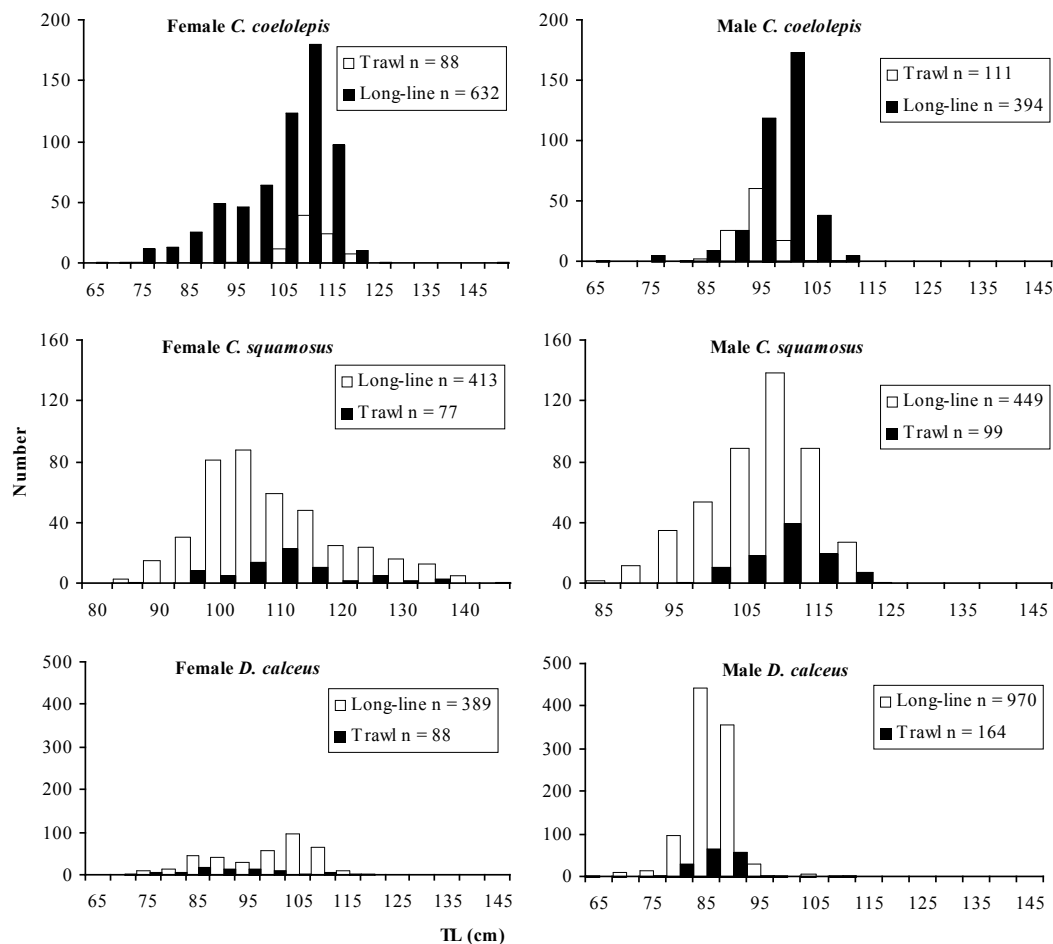 Female C. coelolepis
Trawl n = 88
Long-line n = 632
200
150
100
50
0
65 75 85 95 105 115 125 145
Male C. coelolepis
Trawl n = 111
Long-line n = 394
200
150
100
50
0
65 75 95 105 115 125 135 145
Number
Female C. squamosus
Long-line n = 413
Trawl n = 77
160
120
80
40
0
80 90 100 110 120 130 140
Male C. squamosus
Long-line n = 449
Trawl n = 99
160
120
80
40
0
85 95 105 115 125 135 145
Female D. calceus
Long-line n = 389
Trawl n = 88
500
400
300
200
100
0
65 75 85 95 105 115 125 135 145
Male D. calceus
Long-line n = 970
Trawl n = 164
500
400
300
200
100
0
65 75 85 95 105 115 125 135 145
TL (cm)